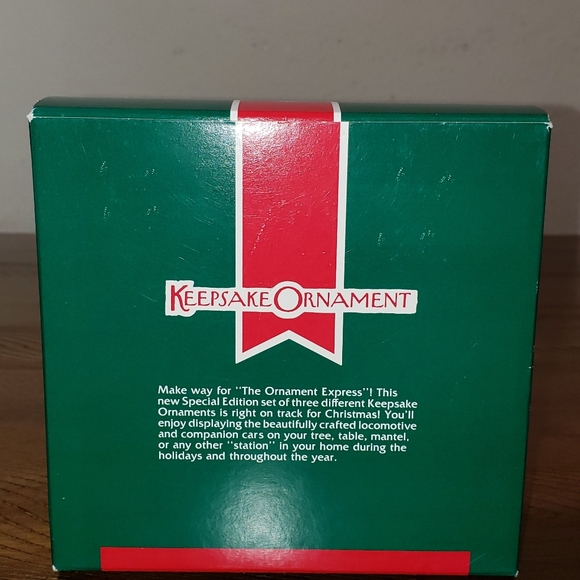 KEEPSAKE ORNAMENT
Make way for "The Ornament Express"! This
new Special Edition set of three different Keepsake
Ornaments is right on track for Christmas! You'll
enjoy displaying the beautifully crafted locomotive
and companion cars on your tree, table, mantel,
or any other "station" in your home during the
holidays and throughout the year.